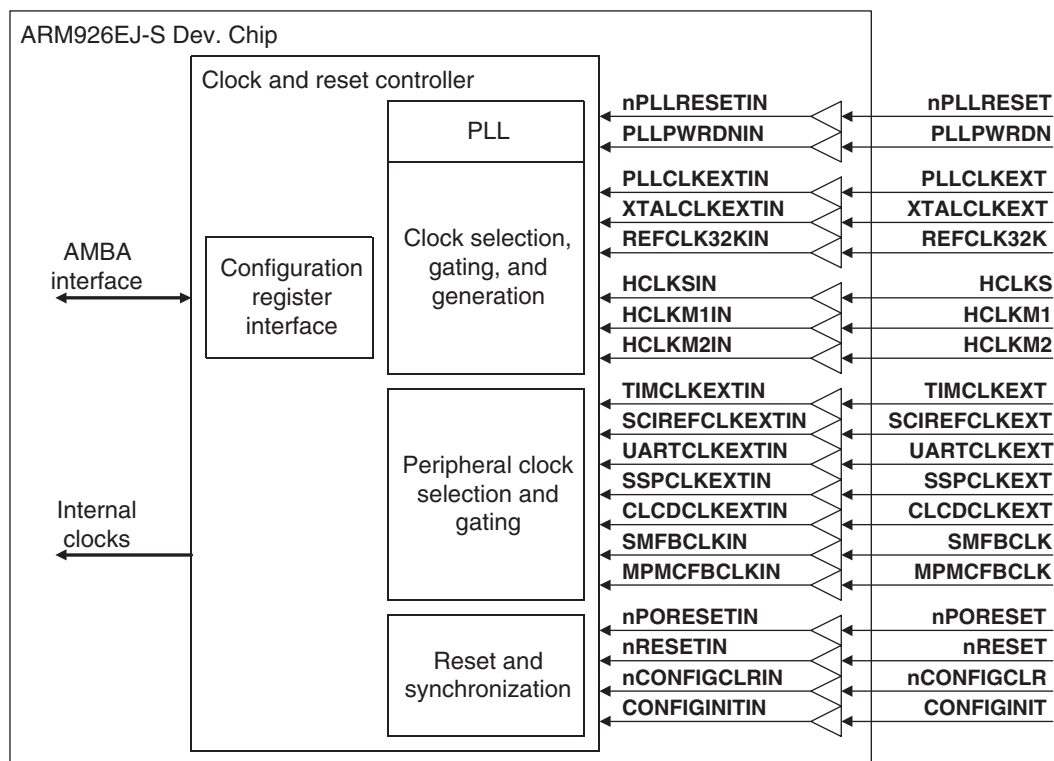 ARM926EJ-S Dev. Chip
Clock and reset controller
PLL
Clock selection,
gating, and
generation
Configuration
register
interface
AMBA
interface
Peripheral clock
selection and
gating
Internal
clocks
Reset and
synchronization
nPLLRESETIN nPLLRESET
PLLPWRDNIN PLLPWRDN
PLLCLKEXTIN PLLCLKEXT
XTALCLKEXTIN XTALCLKEXT
REFCLK32KIN REFCLK32K
HCLKSIN HCLKS
HCLKM1IN HCLKM1
HCLKM2IN HCLKM2
TIMCLKEXTIN TIMCLKEXT
SCIREFCLKEXTIN SCIREFCLKEXT
UARTCLKEXTIN UARTCLKEXT
SSPCLKEXTIN SSPCLKEXT
CLCDCLKEXTIN CLCDCLKEXT
SMFBCLKIN SMFBCLK
MPMCFBCLKIN MPMCFBCLK
nPORESETIN nPORESET
nRESETIN nRESET
nCONFIGCLRIN nCONFIGCLR
CONFIGINITIN CONFIGINIT